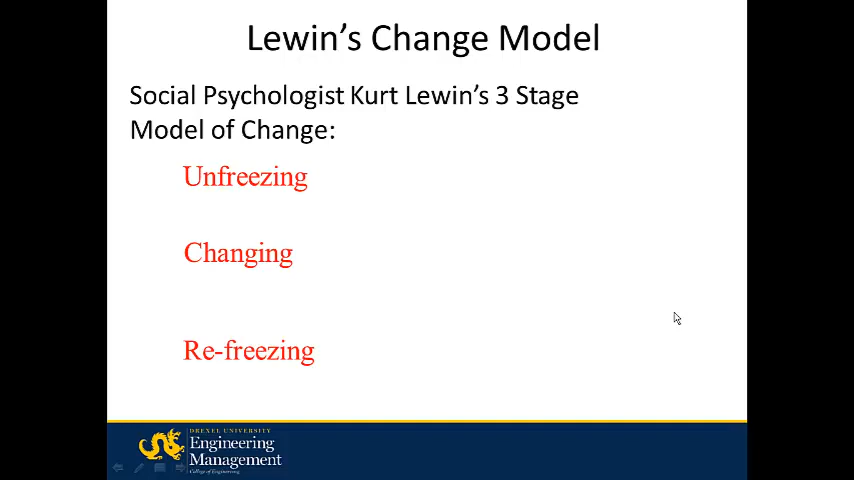 Lewin's Change Model
Social Psychologist Kurt Lewin's 3 Stage
Model of Change:
Unfreezing
Changing
Re-freezing
DREXEL UNIVERSITY
Engineering
Management
College of Engineering